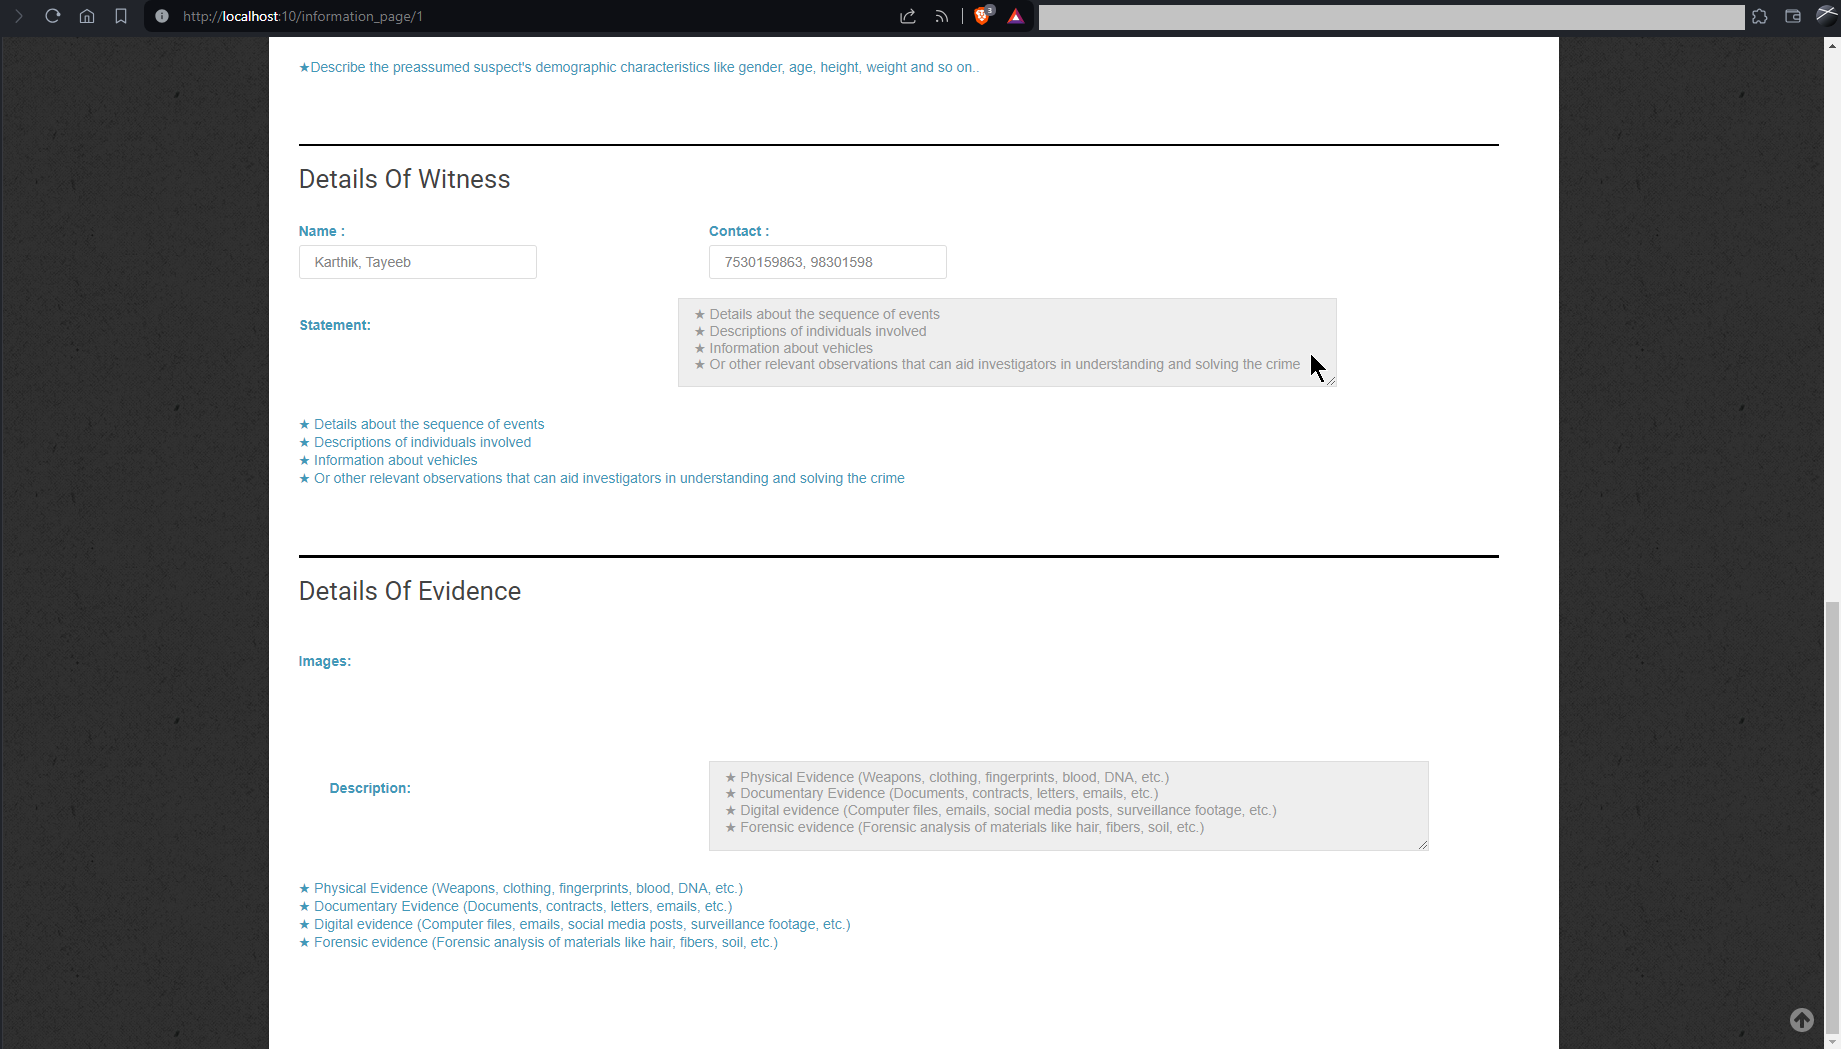 http://localhost:10/information_page/1
3
★Describe the preassumed suspect's demographic characteristics like gender, age, height, weight and so on..
Details Of Witness
Name : Contact :
Karthik, Tayeeb 7530159863, 98301598
Statement:
★ Details about the sequence of events
★ Descriptions of individuals involved
★ Information about vehicles
★ Or other relevant observations that can aid investigators in understanding and solving the crime
★ Details about the sequence of events
★ Descriptions of individuals involved
★ Information about vehicles
★ Or other relevant observations that can aid investigators in understanding and solving the crime
Details Of Evidence
Images:
Description:
★ Physical Evidence (Weapons, clothing, fingerprints, blood, DNA, etc.)
★ Documentary Evidence (Documents, contracts, letters, emails, etc.)
★ Digital evidence (Computer files, emails, social media posts, surveillance footage, etc.)
★ Forensic evidence (Forensic analysis of materials like hair, fibers, soil, etc.)
★ Physical Evidence (Weapons, clothing, fingerprints, blood, DNA, etc.)
★ Documentary Evidence (Documents, contracts, letters, emails, etc.)
★ Digital evidence (Computer files, emails, social media posts, surveillance footage, etc.)
★ Forensic evidence (Forensic analysis of materials like hair, fibers, soil, etc.)